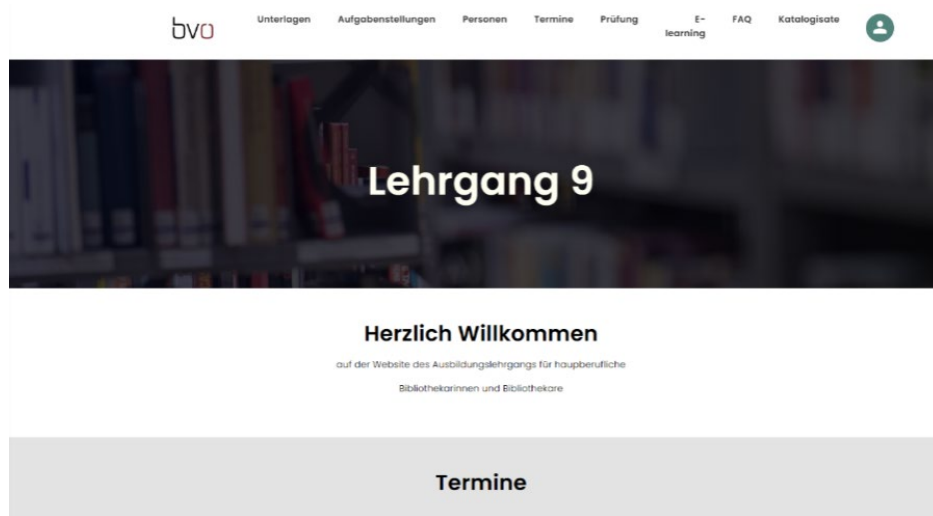 bvo
Unterlagen Aufgabenstellungen Personen Termine Prüfung E-learning FAQ Katalogisate
Lehrgang 9
Herzlich Willkommen
auf der Website des Ausbildungslehrgangs für haupberufliche
Bibliothekarinnen und Bibliothekare
Termine